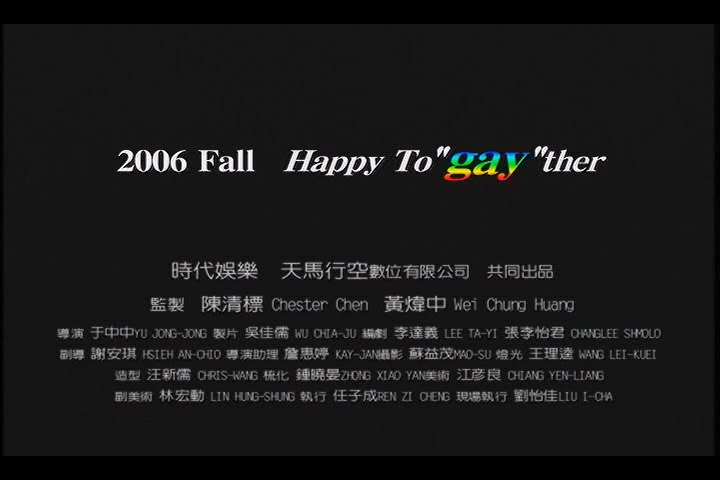 2006 Fall Happy To"gay"ther
時代娛樂 天馬行空數位有限公司 共同出品
監製 陳清標 Chester Chen 黃煒中 Wei Chung Huang
導演 于中中YU JONG-JONG 製片 吳佳儒 WU CHIA-JU 編劇 李達義 LEE TA-YI 張李怡君 CHANGLEE SHMOLO
副導 謝安琪 HSIEH AN-CHIO 導演助理 詹惠婷 KAY-JAN攝影 蘇益茂MAO-SU 燈光 王理逵 WANG LEI-KUEI
造型 汪新儒 CHRIS-WANG 梳化 鍾曉晏ZHONG XIAO YAN美術 江彥良 CHIANG YEN-LIANG
副美術 林宏勳 LIN HUNG-SHUNG 執行 任子成REN ZI CHENG 現場執行 劉怡佳LIU I-CHA